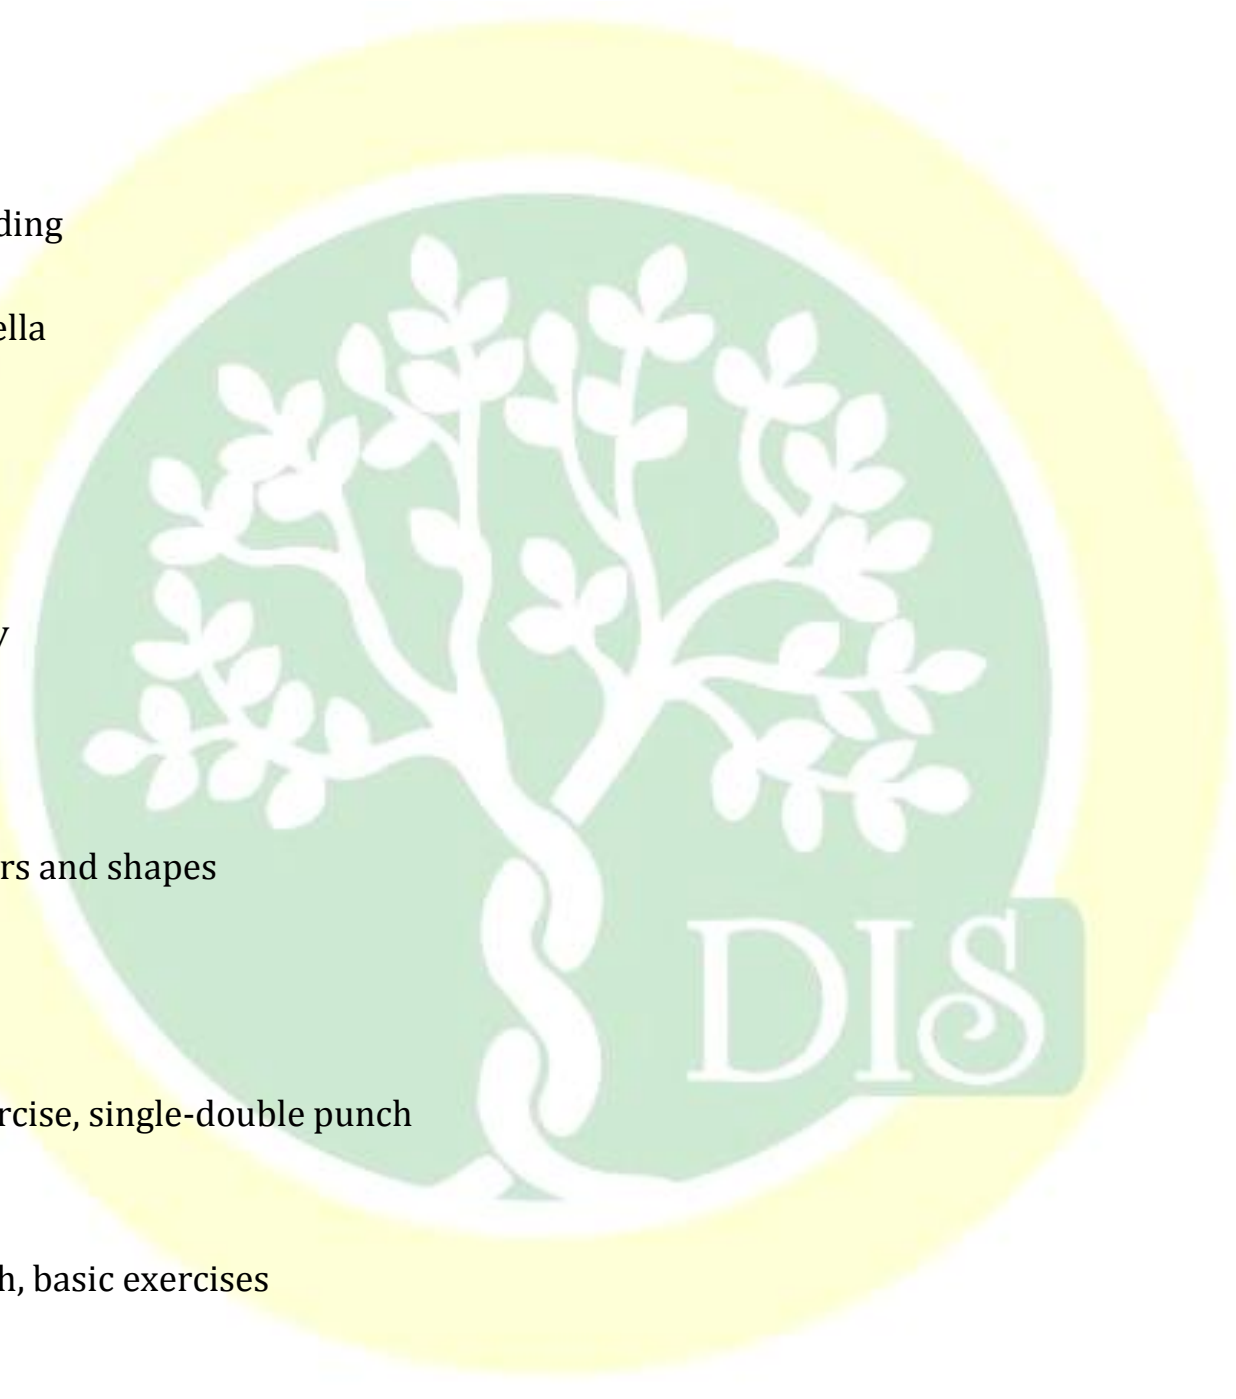 ding
ella
y
rs and shapes
DIS
rcise, single-double punch
h, basic exercises